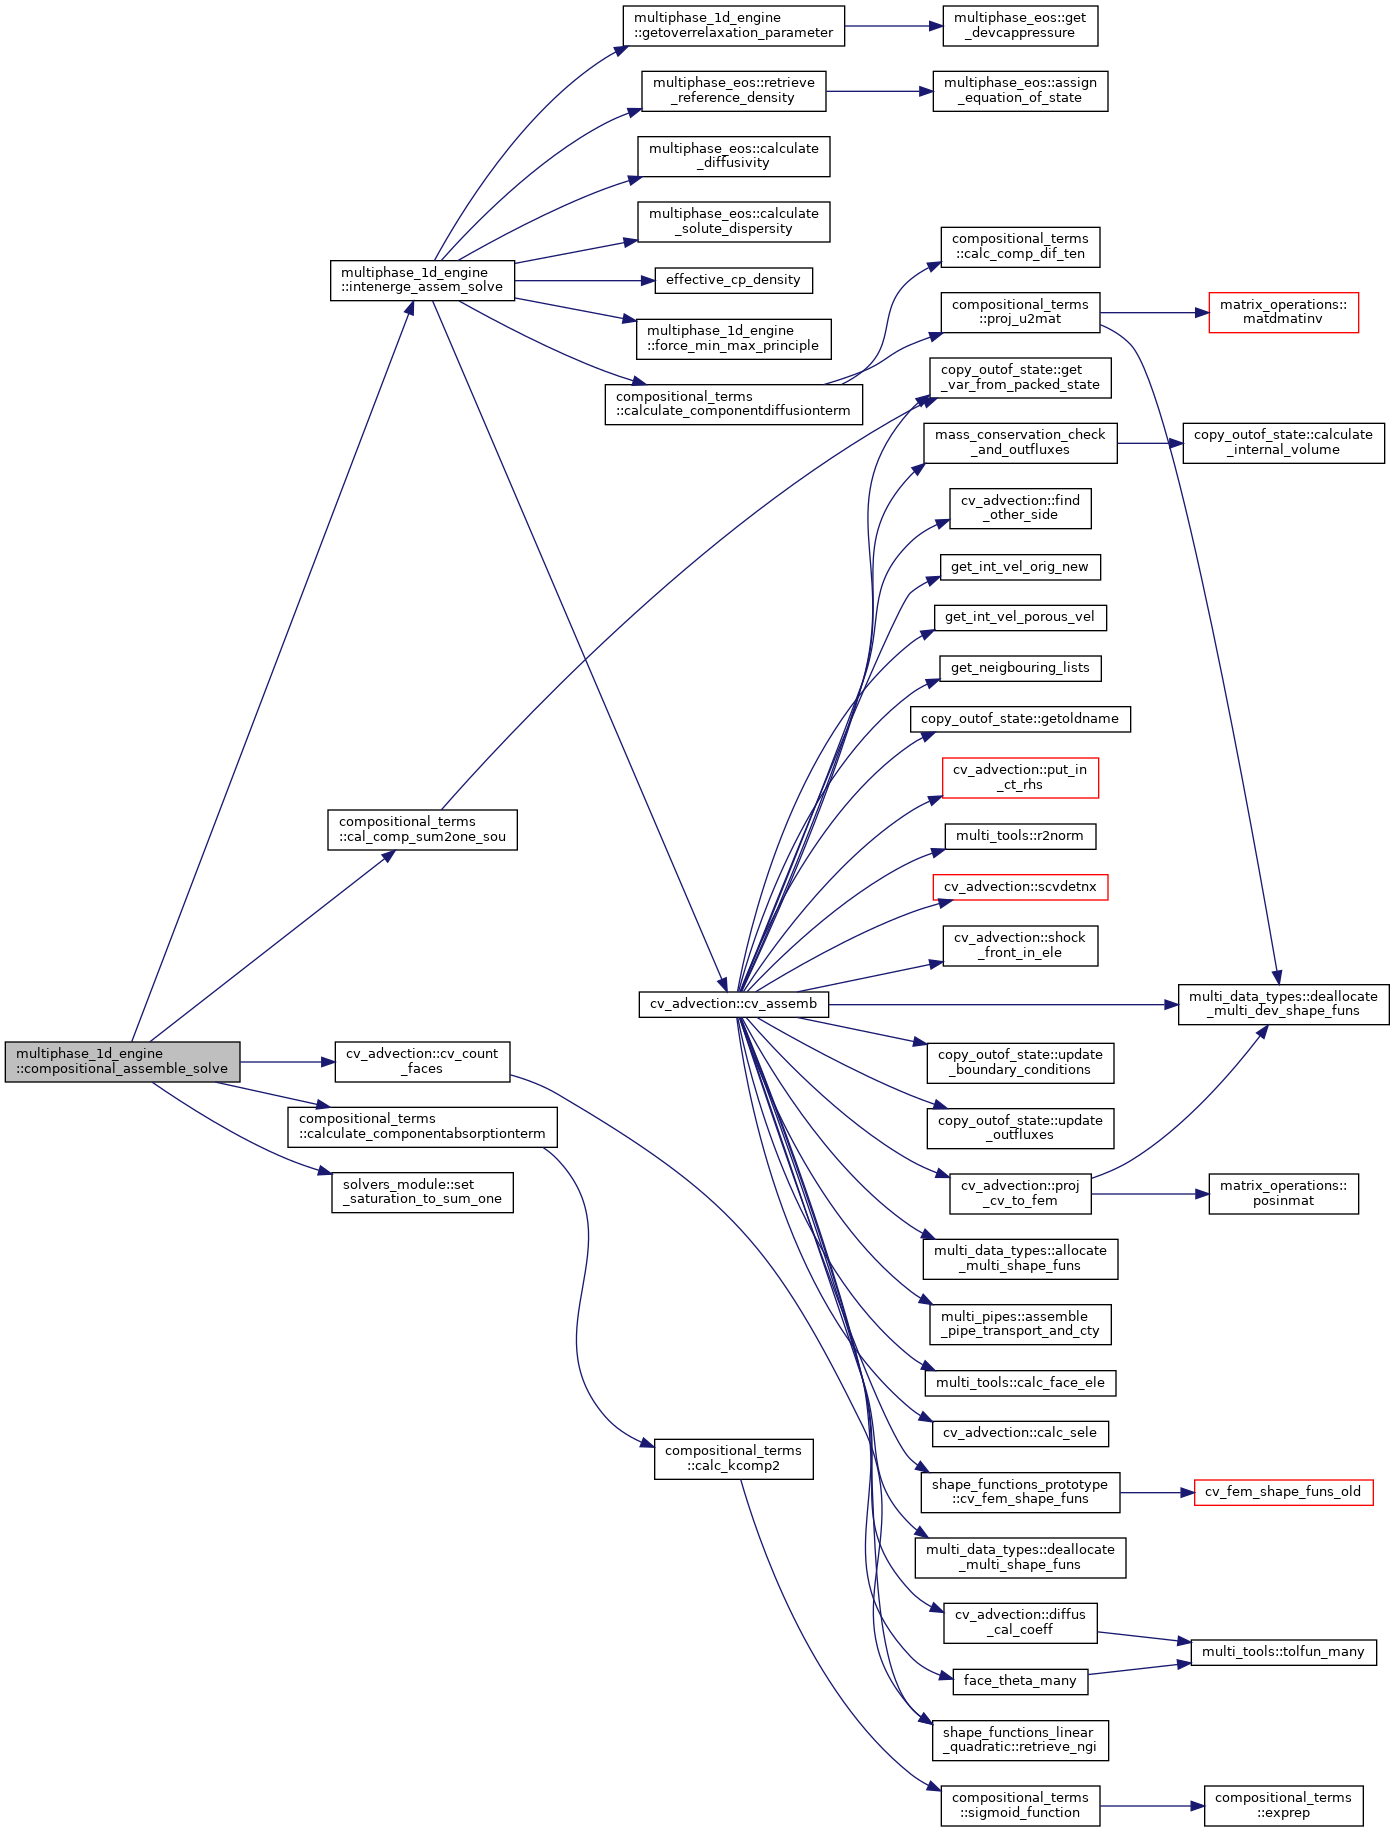 multiphase_1d_engine
::getoverrelaxation_parameter
multiphase_eos::get
_devcappressure
multiphase_eos::retrieve
_reference_density
multiphase_eos::assign
_equation_of_state
multiphase_eos::calculate
_diffusivity
multiphase_eos::calculate
_solute_dispersity
compositional_terms
::calc_comp_dif_ten
multiphase_1d_engine
::intenerge_assem_solve
effective_cp_density
compositional_terms
::proj_u2mat
matrix_operations::
matdmatinv
multiphase_1d_engine
::force_min_max_principle
copy_outof_state::get
_var_from_packed_state
compositional_terms
::calculate_componentdiffusionterm
mass_conservation_check
_and_outfluxes
copy_outof_state::calculate
_internal_volume
cv_advection::find
_other_side
get_int_vel_orig_new
get_int_vel_porous_vel
get_neigbouring_lists
copy_outof_state::getoldname
cv_advection::put_in
_ct_rhs
compositional_terms
::cal_comp_sum2one_sou
multi_tools::r2norm
cv_advection::scvdetnx
cv_advection::shock
_front_in_ele
cv_advection::cv_assemb
multi_data_types::deallocate
_multi_dev_shape_funs
multiphase_1d_engine
::compositional_assemble_solve
cv_advection::cv_count
_faces
copy_outof_state::update
_boundary_conditions
compositional_terms
::calculate_componentabsorptionterm
copy_outof_state::update
_outfluxes
solvers_module::set
_saturation_to_sum_one
cv_advection::proj
_cv_to_fem
matrix_operations::
posinmat
multi_data_types::allocate
_multi_shape_funs
multi_pipes::assemble
_pipe_transport_and_cty
multi_tools::calc_face_ele
cv_advection::calc_sele
compositional_terms
::calc_kcomp2
shape_functions_prototype
::cv_fem_shape_funs
cv_fem_shape_funs_old
multi_data_types::deallocate
_multi_shape_funs
cv_advection::diffus
_cal_coeff
multi_tools::tolfun_many
face_theta_many
shape_functions_linear
_quadratic::retrieve_ngi
compositional_terms
::sigmoid_function
compositional_terms
::exprep